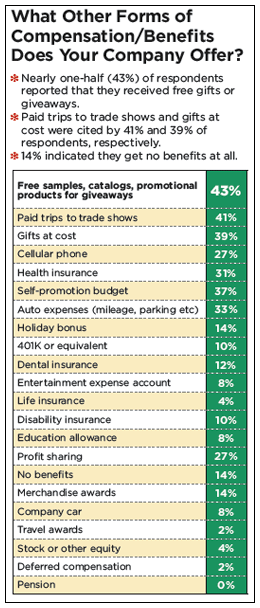 What Other Forms of
Compensation/Benefits
Does Your Company Offer?
✻ Nearly one-half (43%) of respondents
reported that they received free gifts or
giveaways.
✻ Paid trips to trade shows and gifts at
cost were cited by 41% and 39% of
respondents, respectively.
✻ 14% indicated they get no benefits at all.
Free samples, catalogs, promotional
products for giveaways 43%
Paid trips to trade shows 41%
Gifts at cost 39%
Cellular phone 27%
Health insurance 31%
Self-promotion budget 37%
Auto expenses (mileage, parking etc) 33%
Holiday bonus 14%
401K or equivalent 10%
Dental insurance 12%
Entertainment expense account 8%
Life insurance 4%
Disability insurance 10%
Education allowance 8%
Profit sharing 27%
No benefits 14%
Merchandise awards 14%
Company car 8%
Travel awards 2%
Stock or other equity 4%
Deferred compensation 2%
Pension 0%